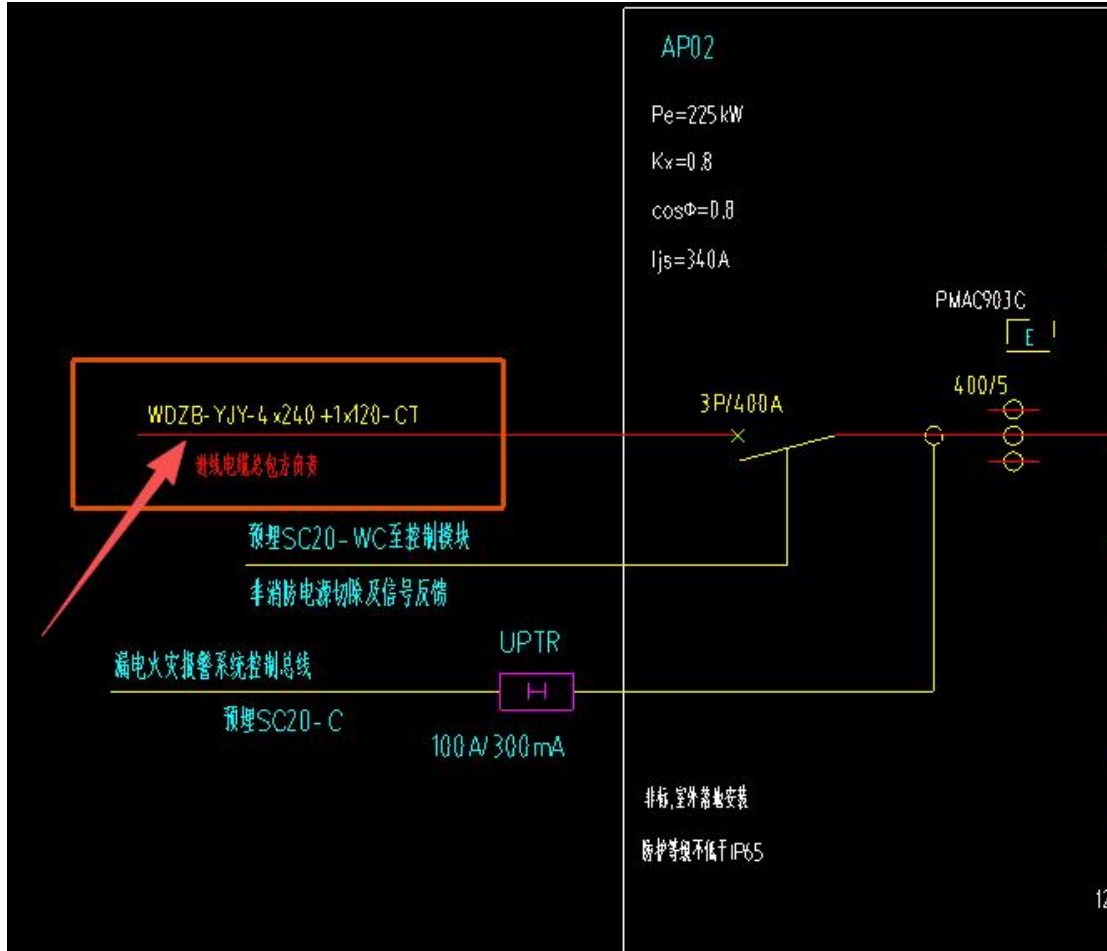 AP02
Pe=225kW
Kx=0.8
cosΦ=0.8
Ijs=340A
PMAC903C
E
400/5
3P/400A
WDZB-YJY-4x240+1x120-CT
进线电缆总包方负责
预埋SC20-WC至控制模块
非消防电源切除及信号反馈
UPTR
漏电火灾报警系统控制总线
预埋SC20-C
100A/300mA
非标,室外落地安装
防护等级不低于IP65
12